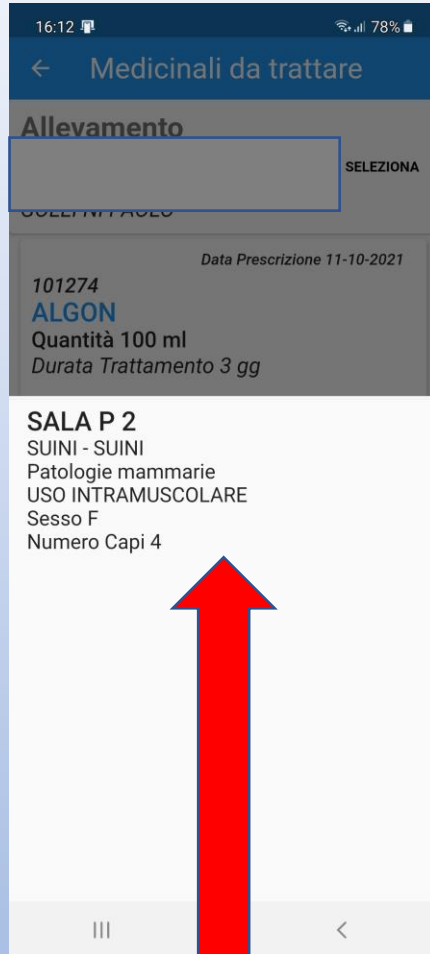 16:12 78%
Medicinali da trattare
Allevamento
SELEZIONA
Data Prescrizione 11-10-2021
101274
ALGON
Quantità 100 ml
Durata Trattamento 3 gg
SALA P 2
SUINI - SUINI
Patologie mammarie
USO INTRAMUSCOLARE
Sesso F
Numero Capi 4